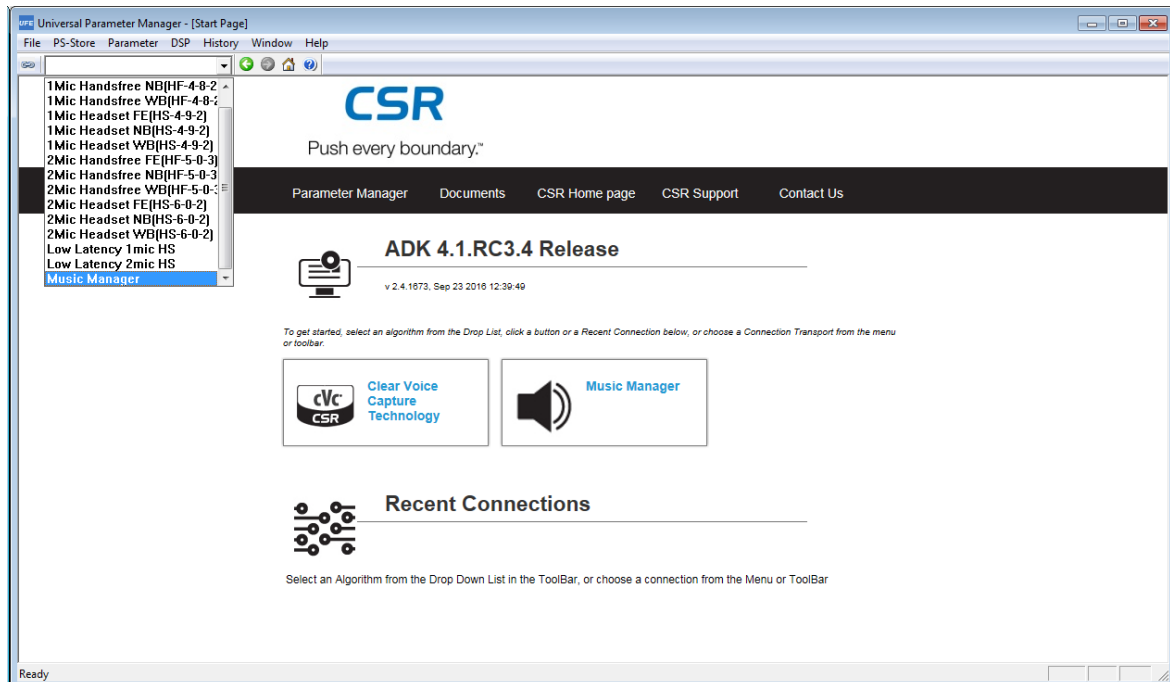 UFE Universal Parameter Manager - [Start Page]
File PS-Store Parameter DSP History Window Help
1Mic Handsfree NB(HF-4-8-2
1Mic Handsfree WB(HF-4-8-2
1Mic Headset FE(HS-4-9-2)
1Mic Headset NB(HS-4-9-2)
1Mic Headset WB(HS-4-9-2)
2Mic Handsfree FE(HF-5-0-3)
2Mic Handsfree NB(HF-5-0-3
2Mic Handsfree WB(HF-5-0-3
2Mic Headset FE(HS-6-0-2)
2Mic Headset NB(HS-6-0-2)
2Mic Headset WB(HS-6-0-2)
Low Latency 1mic HS
Low Latency 2mic HS
Music Manager
CSR
Push every boundary.™
Parameter Manager Documents CSR Home page CSR Support Contact Us
ADK 4.1.RC3.4 Release
v 2.4.1673, Sep 23 2016 12:39:49
To get started, select an algorithm from the Drop List, click a button or a Recent Connection below, or choose a Connection Transport from the menu
or toolbar.
cVc
CSR
Clear Voice
Capture
Technology
Music Manager
Recent Connections
Select an Algorithm from the Drop Down List in the ToolBar, or choose a connection from the Menu or ToolBar
Ready